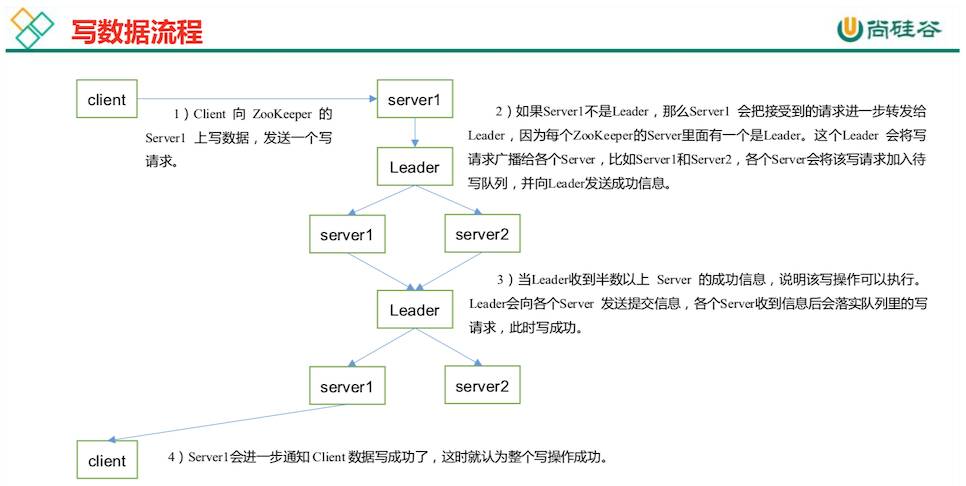 写数据流程
尚硅谷
client
server1
1）Client 向 ZooKeeper 的
Server1 上写数据，发送一个写
请求。
2）如果Server1不是Leader，那么Server1 会把接受到的请求进一步转发给
Leader，因为每个ZooKeeper的Server里面有一个是Leader。这个Leader 会将写
请求广播给各个Server，比如Server1和Server2，各个Server会将该写请求加入待
写队列，并向Leader发送成功信息。
Leader
server1
server2
3）当Leader收到半数以上 Server 的成功信息，说明该写操作可以执行。
Leader会向各个Server 发送提交信息，各个Server收到信息后会落实队列里的写
请求，此时写成功。
Leader
server1
server2
client
4）Server1会进一步通知 Client 数据写成功了，这时就认为整个写操作成功。